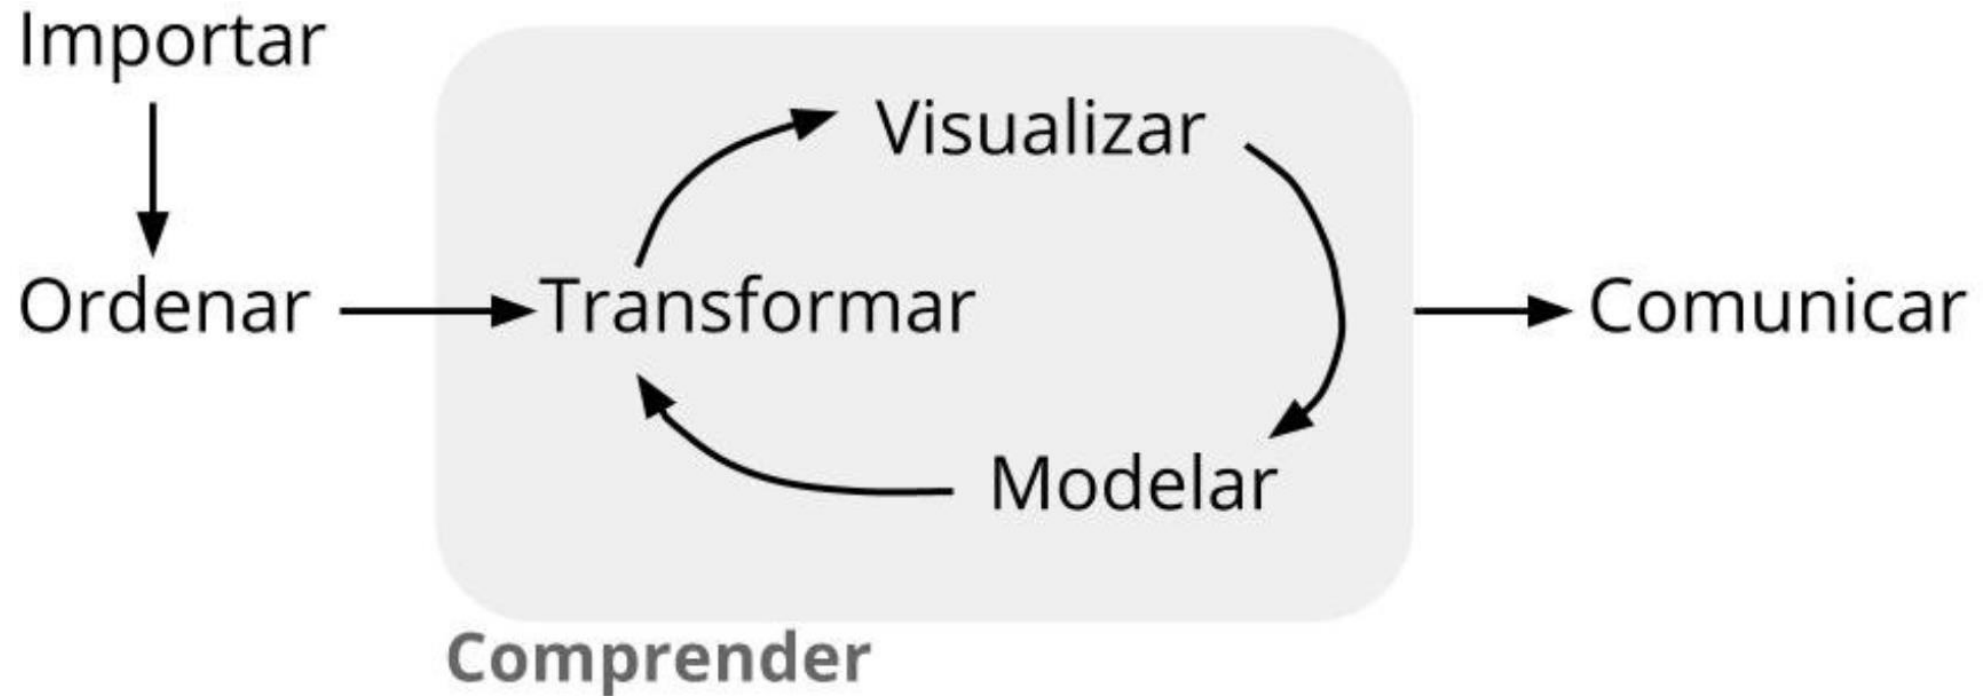 Importar
Visualizar
Ordenar
Transformar
Comunicar
Modelar
Comprender